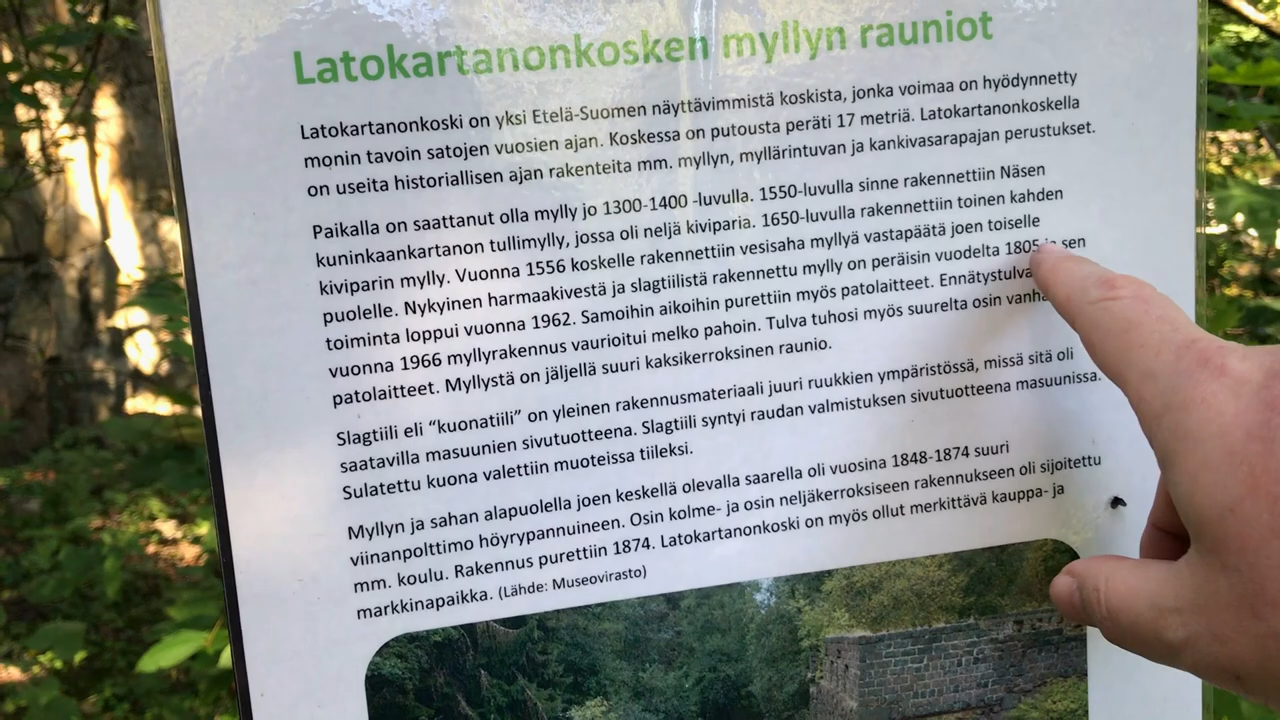 Latokartanonkosken myllyn rauniot
Latokartanonkoski on yksi Etelä-Suomen näyttävimmistä koskista, jonka voimaa on hyödynnetty
monin tavoin satojen vuosien ajan. Koskessa on putousta peräti 17 metriä. Latokartanonkoskella
on useita historiallisen ajan rakenteita mm. myllyn, myllärintuvan ja kankivasarapajan perustukset.
Paikalla on saattanut olla mylly jo 1300-1400 -luvulla. 1550-luvulla sinne rakennettiin Näsen
kuninkaankartanon tullimylly, jossa oli neljä kiviparia. 1650-luvulla rakennettiin toinen kahden
kiviparin mylly. Vuonna 1556 koskelle rakennettiin vesisaha myllyä vastapäätä joen toiselle
puolelle. Nykyinen harmaakivestä ja slagtiilistä rakennettu mylly on peräisin vuodelta 1805 ja sen
toiminta loppui vuonna 1962. Samoihin aikoihin purettiin myös patolaitteet. Ennätystulva
vuonna 1966 myllyrakennus vaurioitui melko pahoin. Tulva tuhosi myös suurelta osin vanha
patolaitteet. Myllystä on jäljellä suuri kaksikerroksinen raunio.
Slagtiili eli “kuonatiili” on yleinen rakennusmateriaali juuri ruukkien ympäristössä, missä sitä oli
saatavilla masuunien sivutuotteena. Slagtiili syntyi raudan valmistuksen sivutuotteena masuunissa.
Sulatettu kuona valettiin muoteissa tiileksi.
Myllyn ja sahan alapuolella joen keskellä olevalla saarella oli vuosina 1848-1874 suuri
viinanpolttimo höyrypannuineen. Osin kolme- ja osin neljäkerroksiseen rakennukseen oli sijoitettu
mm. koulu. Rakennus purettiin 1874. Latokartanonkoski on myös ollut merkittävä kauppa- ja
markkinapaikka. (Lähde: Museovirasto)